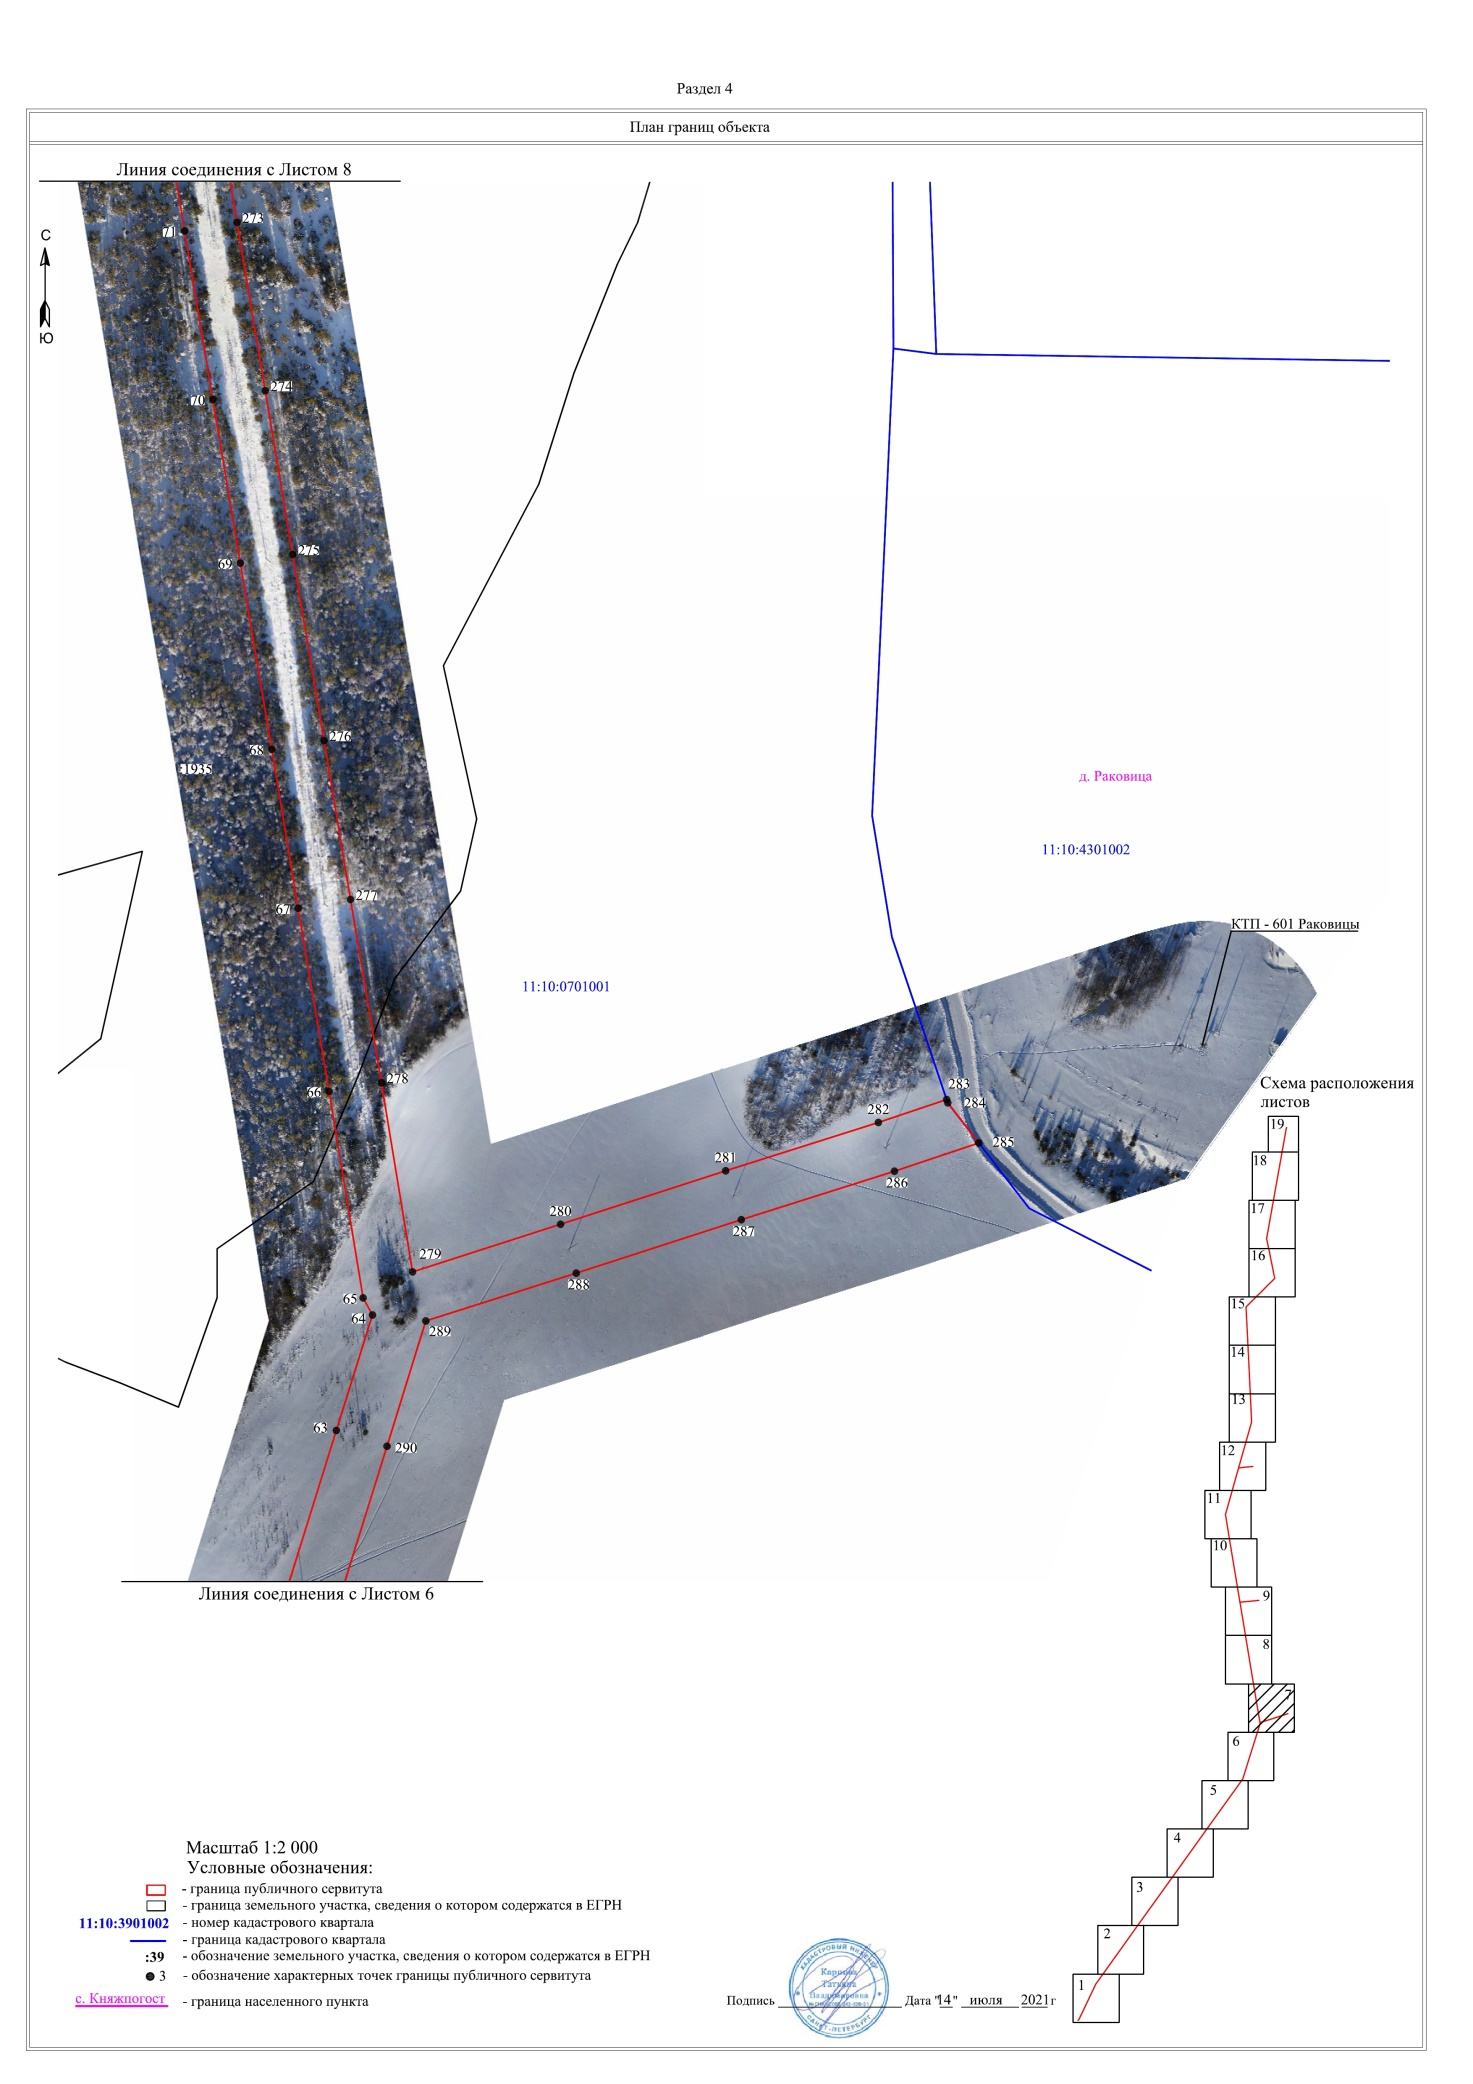 Раздел 4
План границ объекта
Линия соединения с Листом 8
С
Ю
273
71
274
70
275
69
276
68
:1935
277
67
278
66
д. Раковица
11:10:4301002
КТП - 601 Раковицы
11:10:0701001
283
284
282
285
281
286
280
287
279
288
65
64
289
63
290
Линия соединения с Листом 6
Схема расположения
листов
19
18
17
16
15
14
13
12
11
10
9
8
7
6
5
4
3
2
1
Масштаб 1:2 000
Условные обозначения:
- граница публичного сервитута
- граница земельного участка, сведения о котором содержатся в ЕГРН
11:10:3901002 - номер кадастрового квартала
- граница кадастрового квартала
:39 - обозначение земельного участка, сведения о котором содержатся в ЕГРН
3 - обозначение характерных точек границы публичного сервитута
с. Княжпогост - граница населенного пункта
Подпись Дата "14" июля 2021 г
КАДАСТРОВЫЙ ИНЖЕНЕР
Татьяна
Владимировна
САНКТ-ПЕТЕРБУРГ